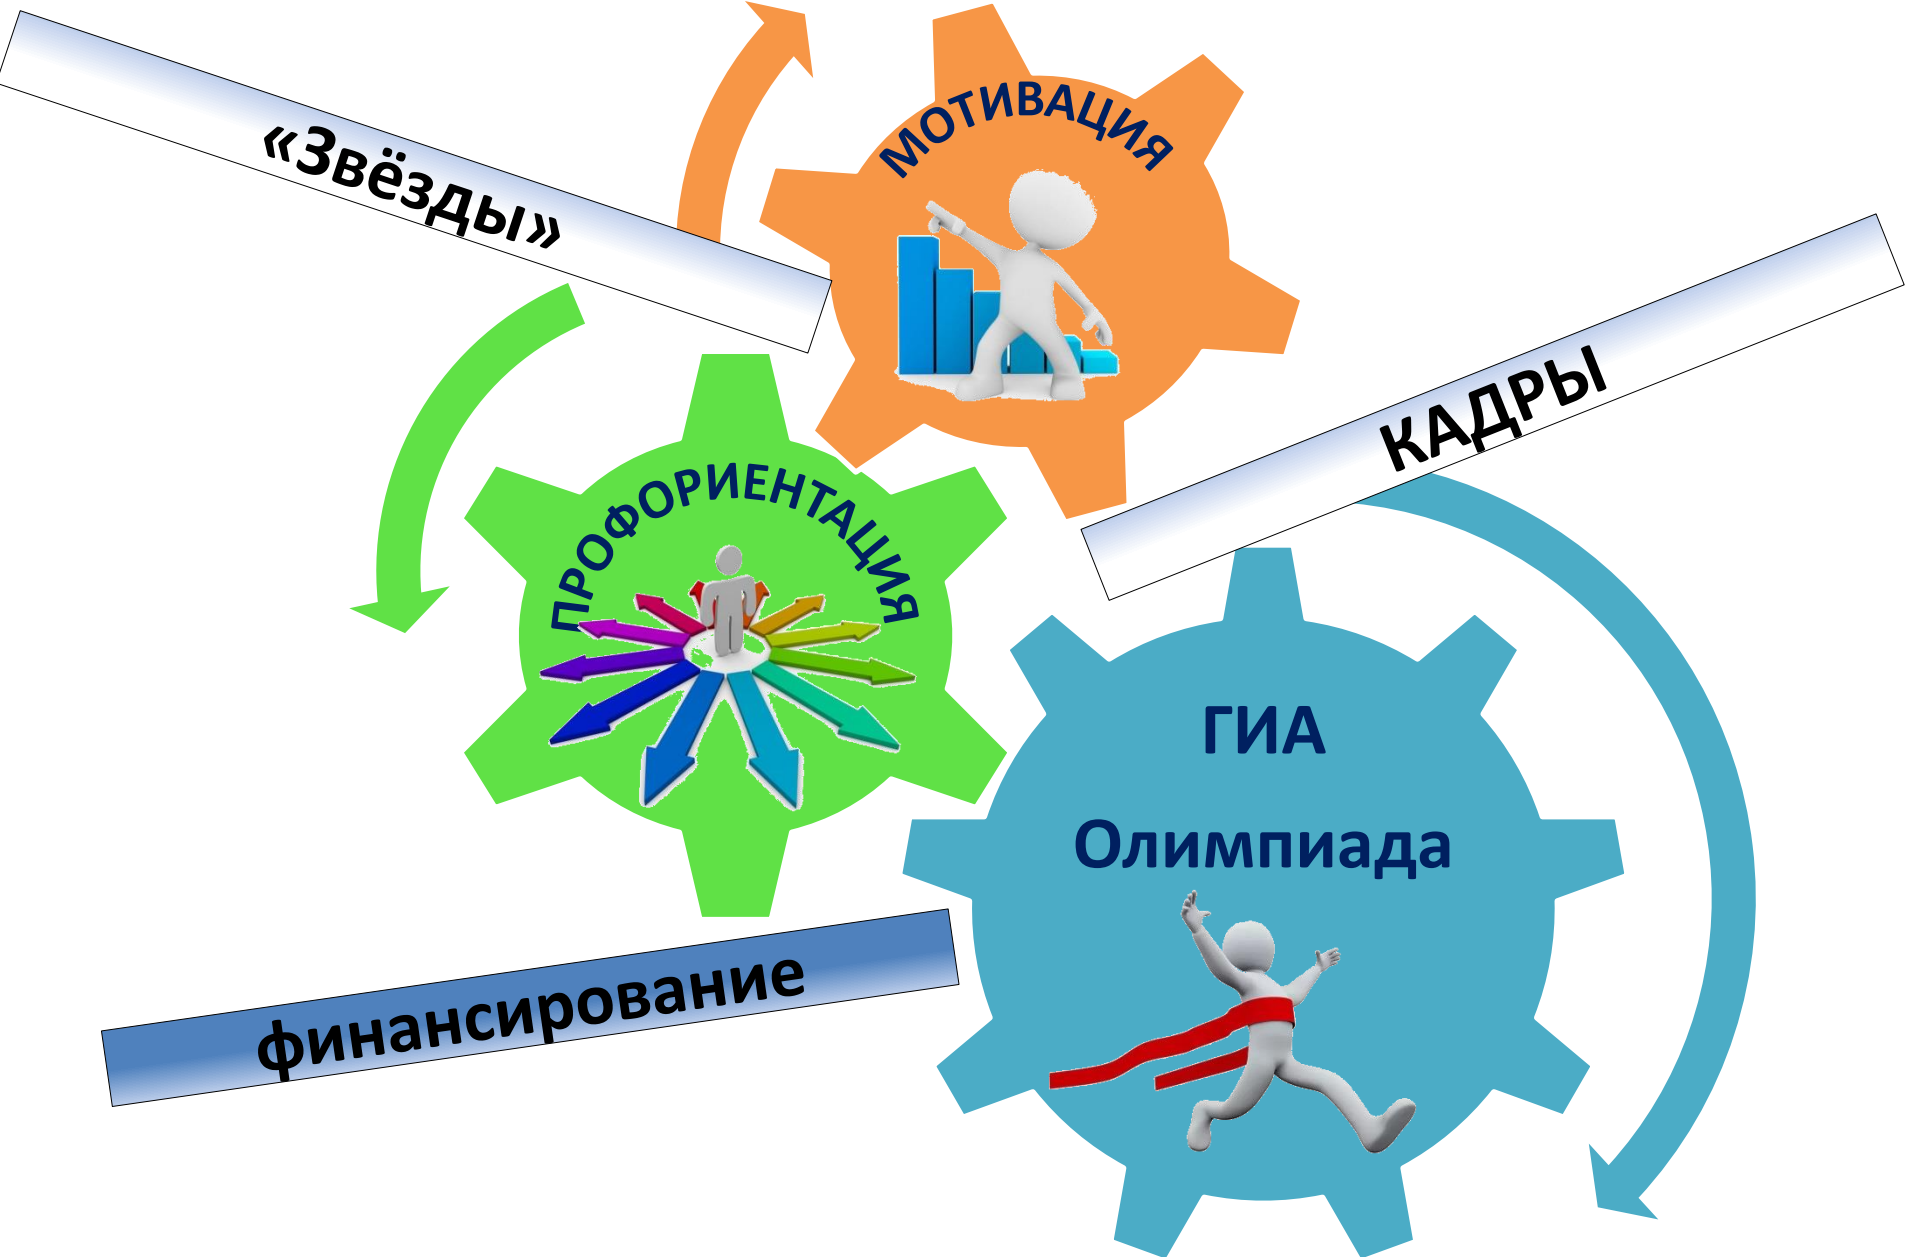 МОТИВАЦИЯ
«Звёзды»
КАДРЫ
ПРОФОРИЕНТАЦИЯ
ГИА
Олимпиада
финансирование